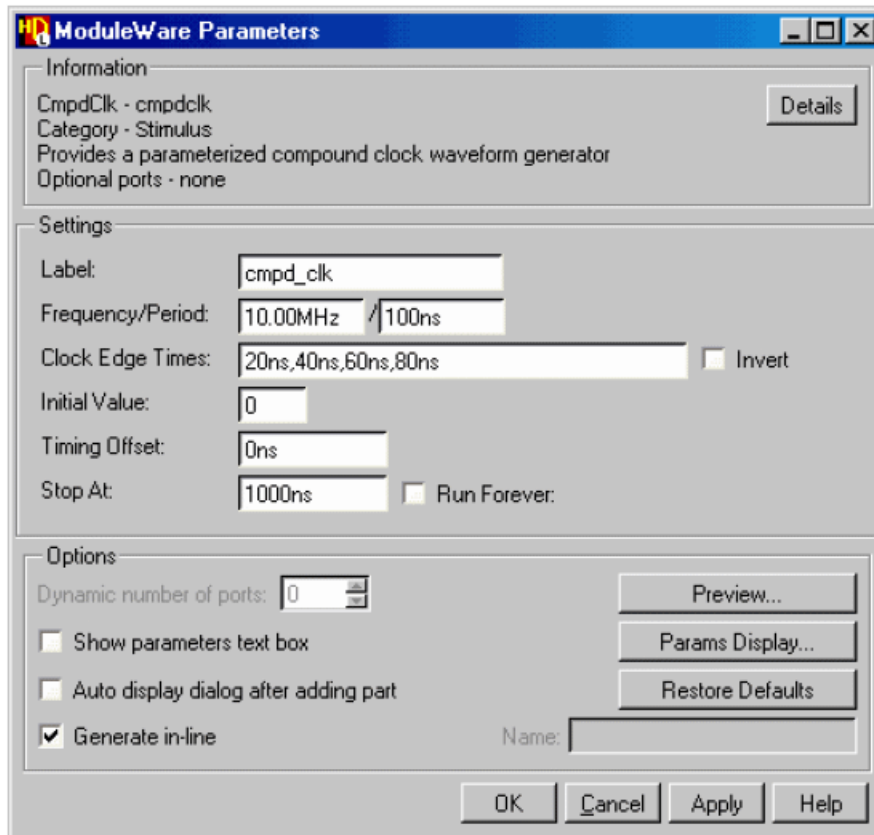 HDL ModuleWare Parameters
Information
CmpdClk - cmpdclk
Category - Stimulus
Provides a parameterized compound clock waveform generator
Optional ports - none
Details
Settings
Label: cmpd_clk
Frequency/Period: 10.00MHz / 100ns
Clock Edge Times: 20ns,40ns,60ns,80ns Invert
Initial Value: 0
Timing Offset: 0ns
Stop At: 1000ns Run Forever:
Options
Dynamic number of ports: 0 Preview...
Show parameters text box Params Display...
Auto display dialog after adding part Restore Defaults
Generate in-line Name:
OK Cancel Apply Help